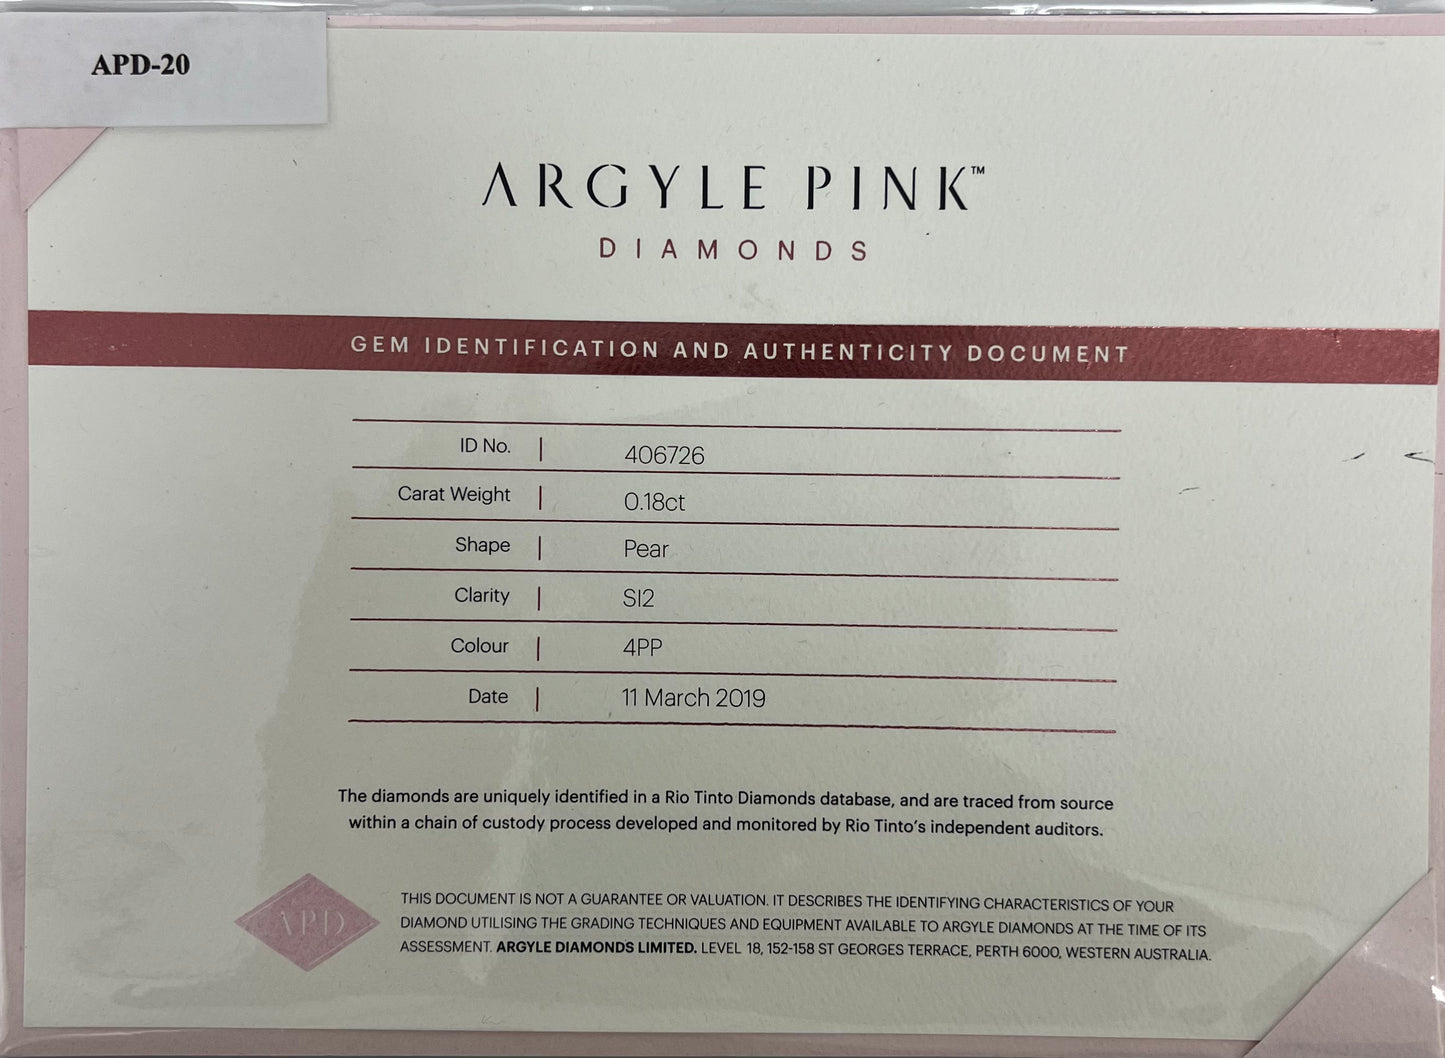 APD-20
ARGYLE PINK™
DIAMONDS
GEM IDENTIFICATION AND AUTHENTICITY DOCUMENT
ID No. | 406726
Carat Weight | 0.18ct
Shape | Pear
Clarity | SI2
Colour | 4PP
Date | 11 March 2019
The diamonds are uniquely identified in a Rio Tinto Diamonds database, and are traced from source
within a chain of custody process developed and monitored by Rio Tinto's independent auditors.
APD
THIS DOCUMENT IS NOT A GUARANTEE OR VALUATION. IT DESCRIBES THE IDENTIFYING CHARACTERISTICS OF YOUR
DIAMOND UTILISING THE GRADING TECHNIQUES AND EQUIPMENT AVAILABLE TO ARGYLE DIAMONDS AT THE TIME OF ITS
ASSESSMENT. ARGYLE DIAMONDS LIMITED. LEVEL 18, 152-158 ST GEORGES TERRACE, PERTH 6000, WESTERN AUSTRALIA.